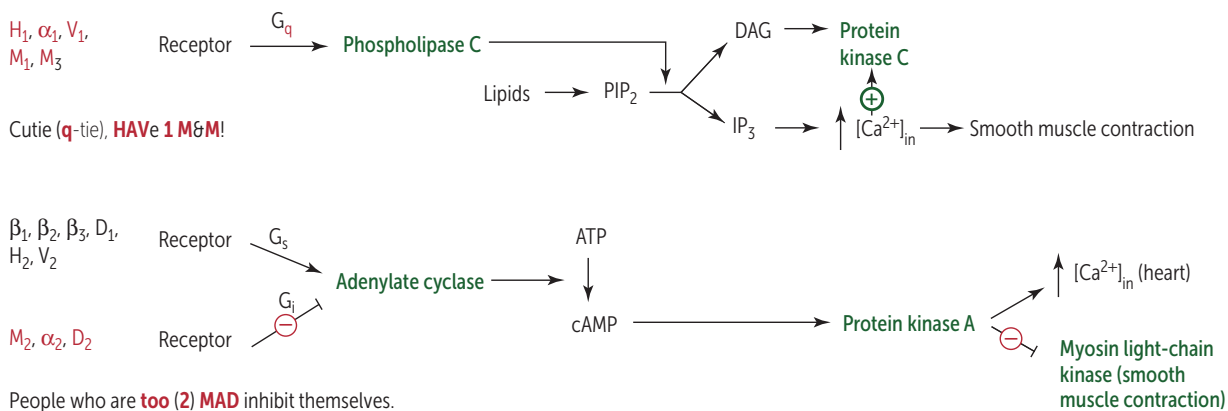 H₁, α₁, V₁,
M₁, M₃
Receptor
Gq
Phospholipase C
Lipids
PIP₂
DAG
Protein
kinase C
+
IP₃
[Ca²⁺]in
Smooth muscle contraction
Cutie (q-tie), HAVe 1 M&M!
β₁, β₂, β₃, D₁,
H₂, V₂
Receptor
Gs
Adenylate cyclase
ATP
cAMP
Protein kinase A
[Ca²⁺]in (heart)
Gi
−
M₂, α₂, D₂
Receptor
−
Myosin light-chain
kinase (smooth
muscle contraction)
People who are too (2) MAD inhibit themselves.